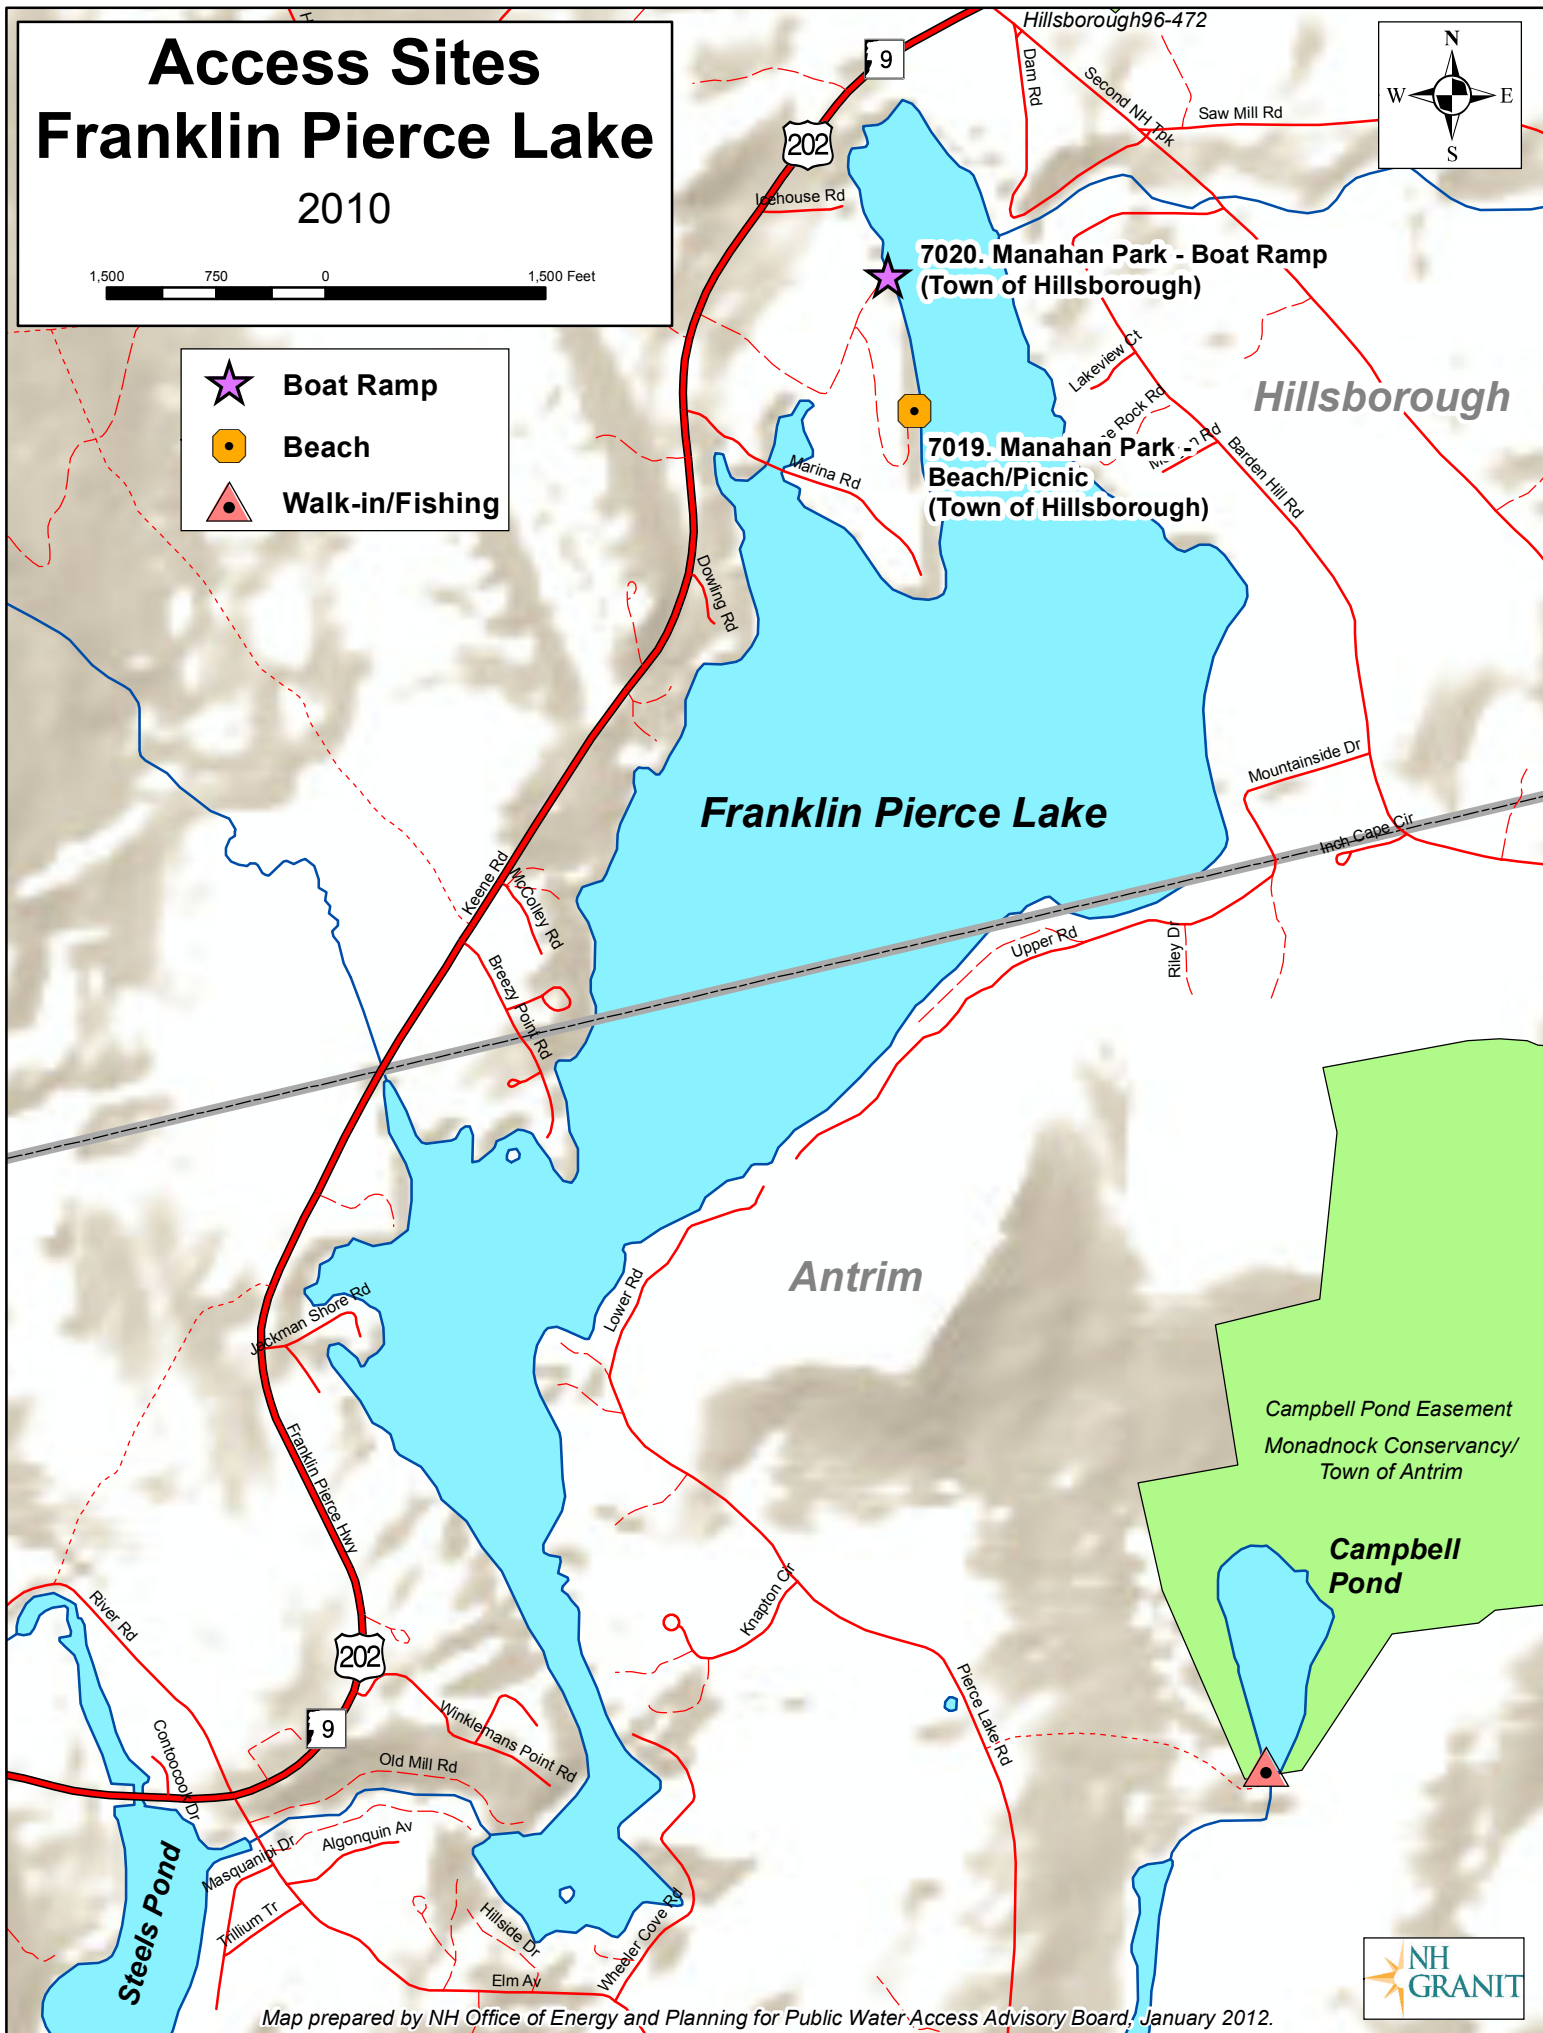 Access Sites
Franklin Pierce Lake
2010
1,500 750 0 1,500 Feet
Boat Ramp
Beach
Walk-in/Fishing
Hillsborough96-472
N
W E
S
9
202
Dam Rd
Second NH Tpk
Saw Mill Rd
Icehouse Rd
7020. Manahan Park - Boat Ramp
(Town of Hillsborough)
Lakeview Ct
Hillsborough
7019. Manahan Park -
Beach/Picnic
(Town of Hillsborough)
Rock Rd
Rd
Barden Hill Rd
Marina Rd
Dowling Rd
Mountainside Dr
Franklin Pierce Lake
Inch Cape Cir
Keene Rd
McColley Rd
Upper Rd
Riley Dr
Breezy Point Rd
Antrim
Lower Rd
Jackman Shore Rd
Campbell Pond Easement
Monadnock Conservancy/
Town of Antrim
Franklin Pierce Hwy
Campbell
Pond
Knapton Cir
River Rd
202
Pierce Lake Rd
9
Winklemans Point Rd
Contoocook Dr
Old Mill Rd
Masquanipi Dr
Algonquin Av
Steels Pond
Trillium Tr
Hillside Dr
Wheeler Cove Rd
Elm Av
NH
GRANIT
Map prepared by NH Office of Energy and Planning for Public Water Access Advisory Board, January 2012.